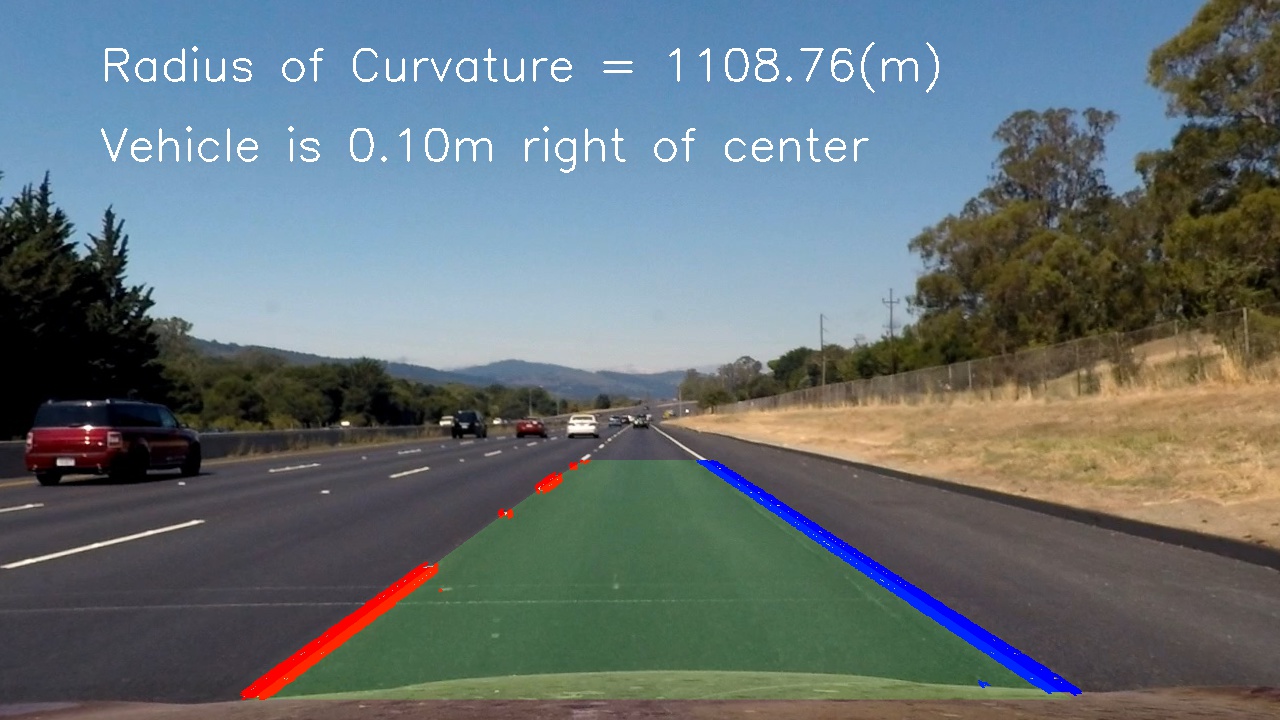 Radius of Curvature = 1108.76(m)
Vehicle is 0.10m right of center